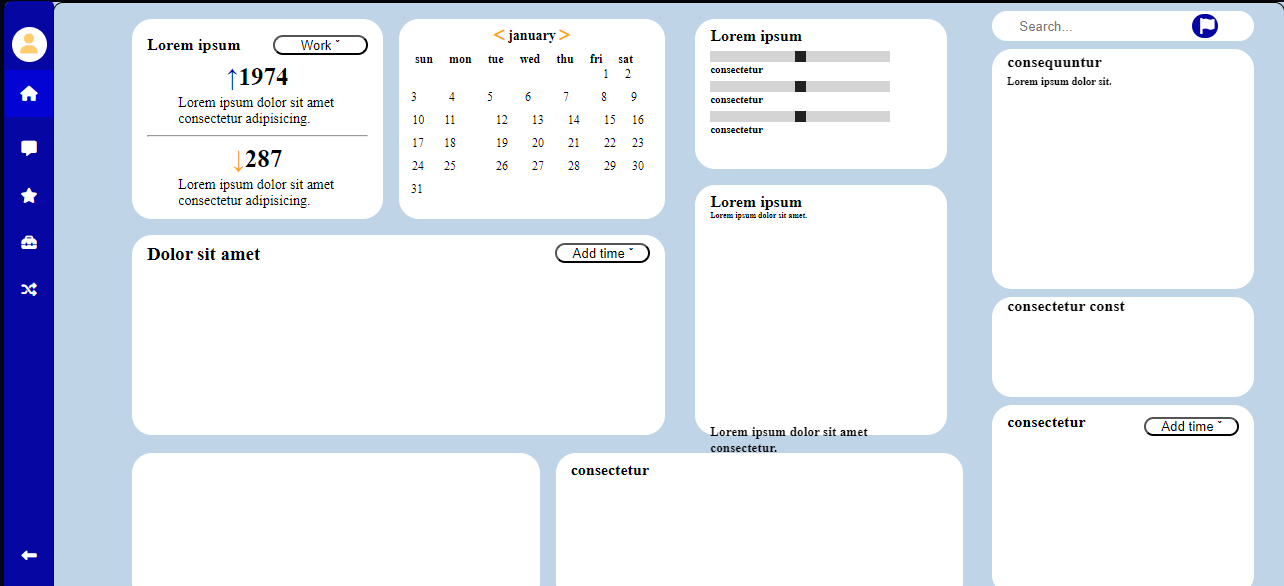 Lorem ipsum
Work ˇ
↑1974
Lorem ipsum dolor sit amet
consectetur adipisicing.
↓287
Lorem ipsum dolor sit amet
consectetur adipisicing.
< january >
sun mon tue wed thu fri sat
1 2
3 4 5 6 7 8 9
10 11 12 13 14 15 16
17 18 19 20 21 22 23
24 25 26 27 28 29 30
31
Dolor sit amet
Add time ˇ
Lorem ipsum
consectetur
consectetur
consectetur
Lorem ipsum
Lorem ipsum dolor sit amet.
Lorem ipsum dolor sit amet
consectetur.
consectetur
Search...
consequuntur
Lorem ipsum dolor sit.
consectetur const
consectetur
Add time ˇ